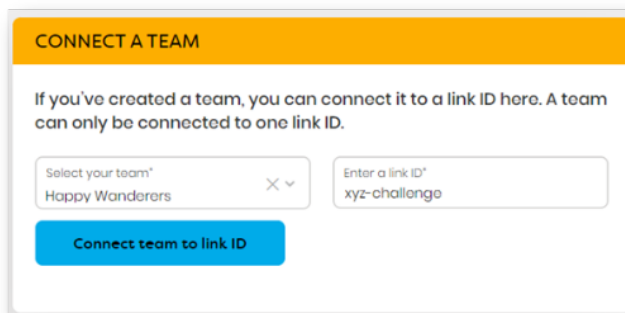 CONNECT A TEAM
If you've created a team, you can connect it to a link ID here. A team
can only be connected to one link ID.
Select your team*
Happy Wanderers
Enter a link ID*
xyz-challenge
Connect team to link ID